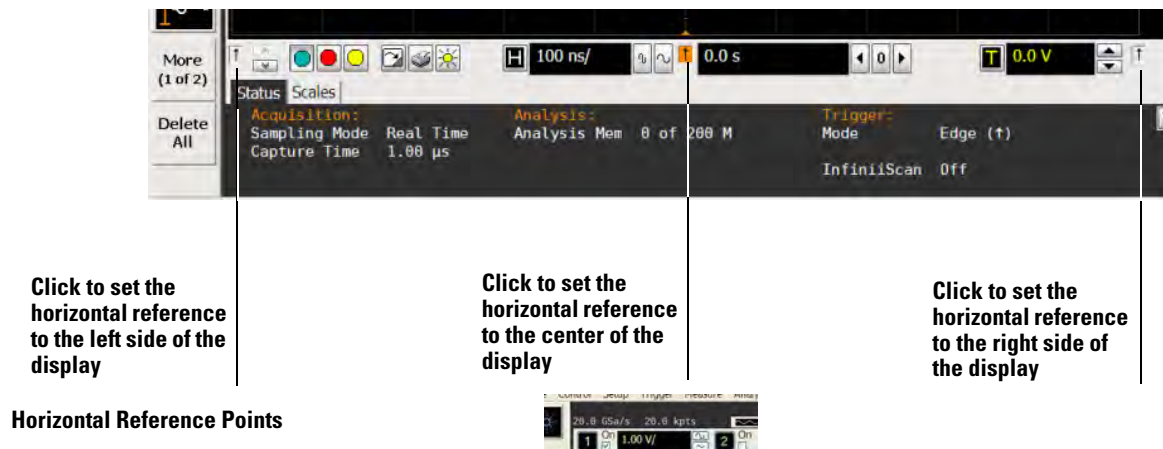 More
(1 of 2)
Delete
All
H 100 ns/ 0.0 s 0 T 0.0 V
Status Scales
Acquisition: Analysis: Trigger:
Sampling Mode Real Time Analysis Mem 0 of 200 M Mode Edge (↑)
Capture Time 1.00 µs
InfiniiScan Off
Click to set the
horizontal reference
to the left side of the
display
Click to set the
horizontal reference
to the center of the
display
Click to set the
horizontal reference
to the right side of
the display
Horizontal Reference Points
Control Setup Trigger Measure
20.0 GSa/s 20.0 kpts
1 On 1.00 V/ 2 On